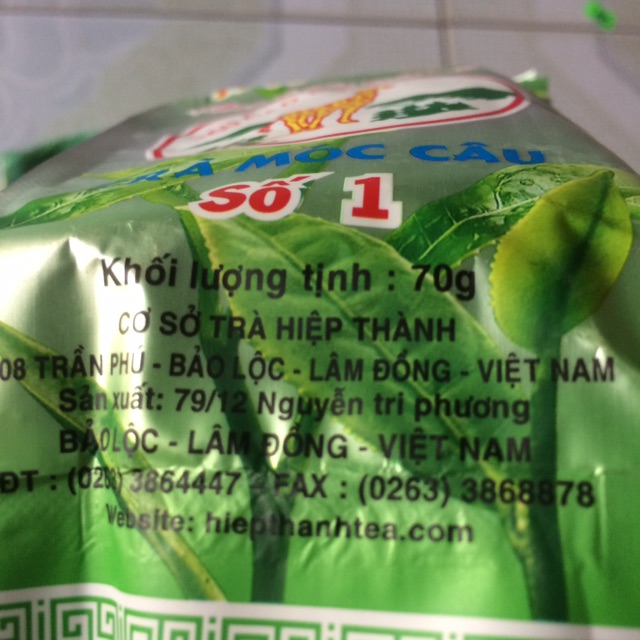 TRÀ MÓC CÂU
Số 1
Khối lượng tịnh : 70g
CƠ SỞ TRÀ HIỆP THÀNH
08 TRẦN PHÚ - BẢO LỘC - LÂM ĐỒNG - VIỆT NAM
Sản xuất: 79/12 Nguyễn tri phương
BẢO LỘC - LÂM ĐỒNG - VIỆT NAM
ĐT : (0263) 3864447 - FAX : (0263) 3868878
Website: hiepthanhtea.com